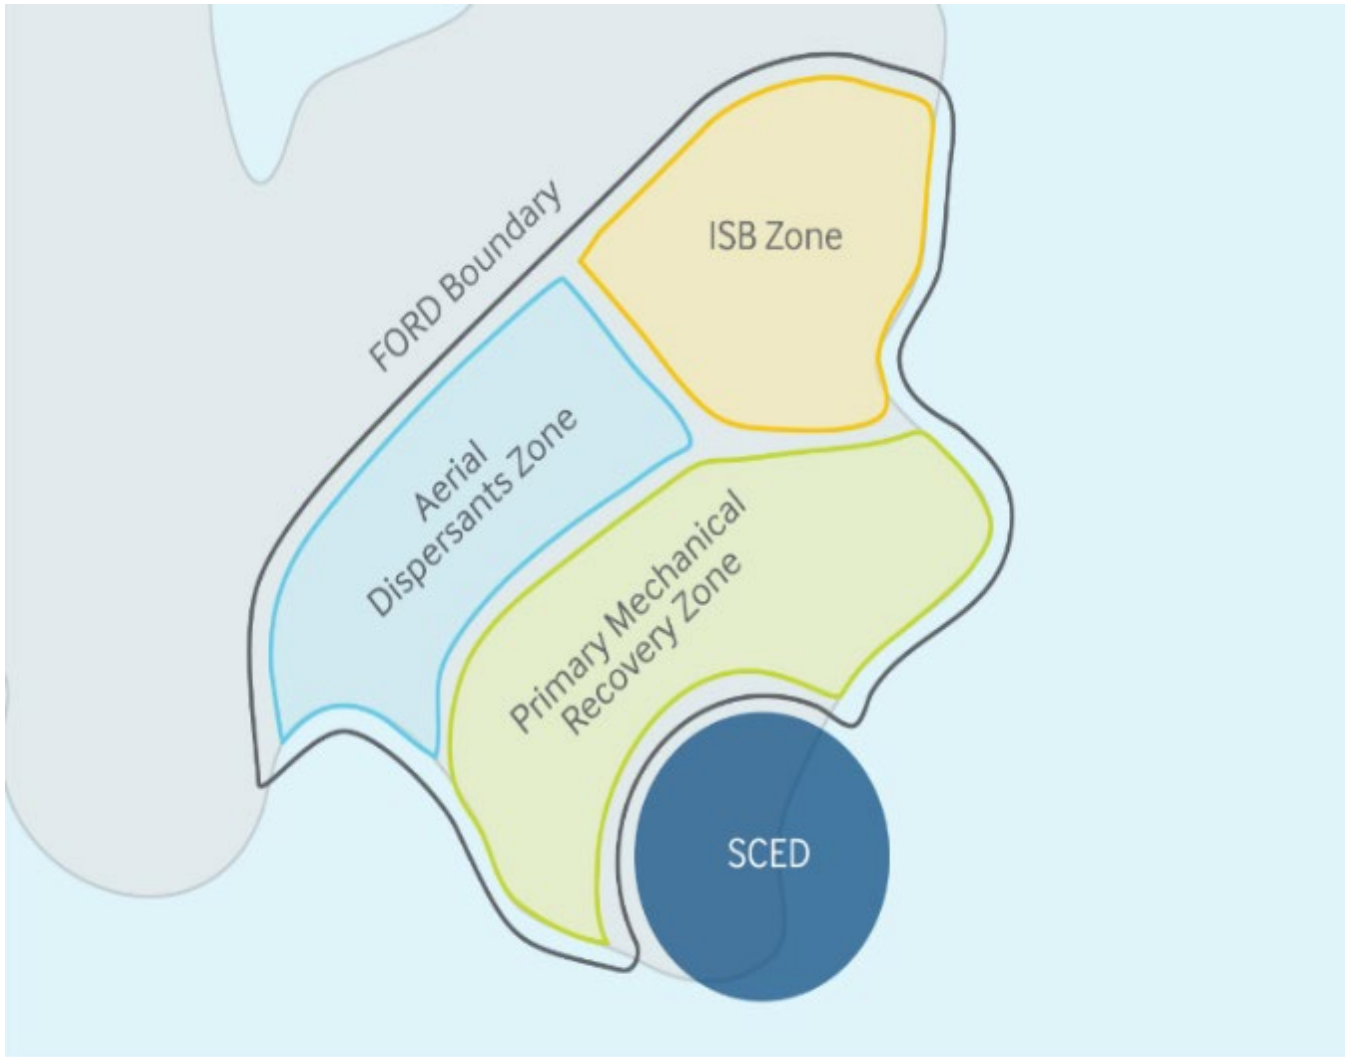 ISB Zone
FORD Boundary
Aerial
Dispersants Zone
Primary Mechanical
Recovery Zone
SCED